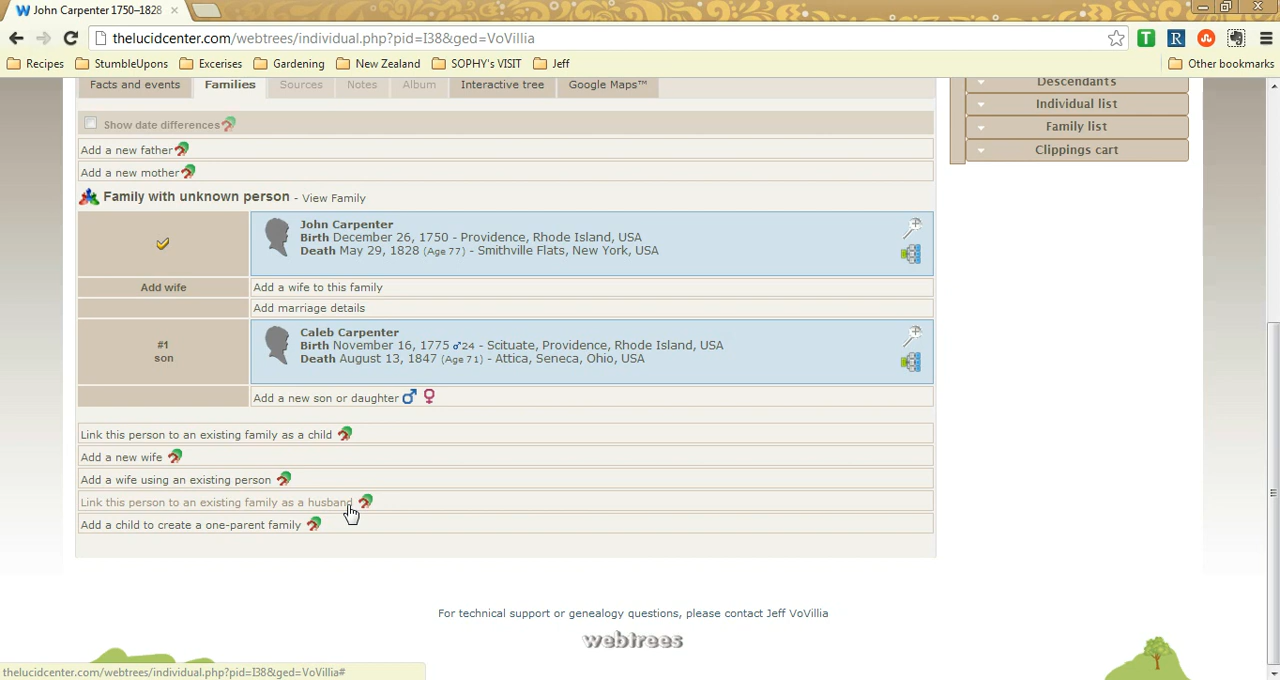 John Carpenter 1750–1828
thelucidcenter.com/webtrees/individual.php?pid=I38&ged=VoVillia
Recipes StumbleUpons Excerises Gardening New Zealand SOPHY's VISIT Jeff Other bookmarks
Facts and events Families Sources Notes Album Interactive tree Google Maps™
Show date differences
Add a new father
Add a new mother
Family with unknown person - View Family
John Carpenter
Birth December 26, 1750 - Providence, Rhode Island, USA
Death May 29, 1828 (Age 77) - Smithville Flats, New York, USA
Add wife Add a wife to this family
Add marriage details
#1
son
Caleb Carpenter
Birth November 16, 1775 ♂24 - Scituate, Providence, Rhode Island, USA
Death August 13, 1847 (Age 71) - Attica, Seneca, Ohio, USA
Add a new son or daughter ♂ ♀
Link this person to an existing family as a child
Add a new wife
Add a wife using an existing person
Link this person to an existing family as a husband
Add a child to create a one-parent family
Descendants
Individual list
Family list
Clippings cart
For technical support or genealogy questions, please contact Jeff VoVillia
webtrees
thelucidcenter.com/webtrees/individual.php?pid=I38&ged=VoVillia#